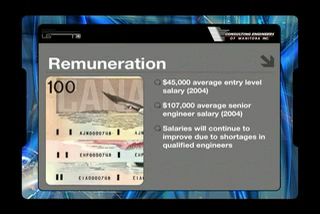 CONSULTING ENGINEERS
OF MANITOBA INC
Remuneration
100
CANA
$45,000 average entry level
salary (2004)
$107,000 average senior
engineer salary (2004)
Salaries will continue to
improve due to shortages in
qualified engineers